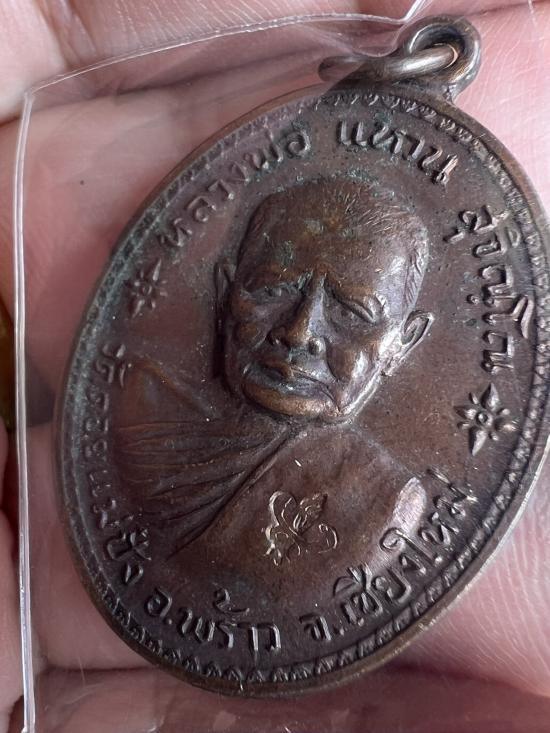 หลวงพ่อ แหวน สุจิณฺโณ
วัดดอยแม่ปั๋ง อ.พร้าว จ.เชียงใหม่